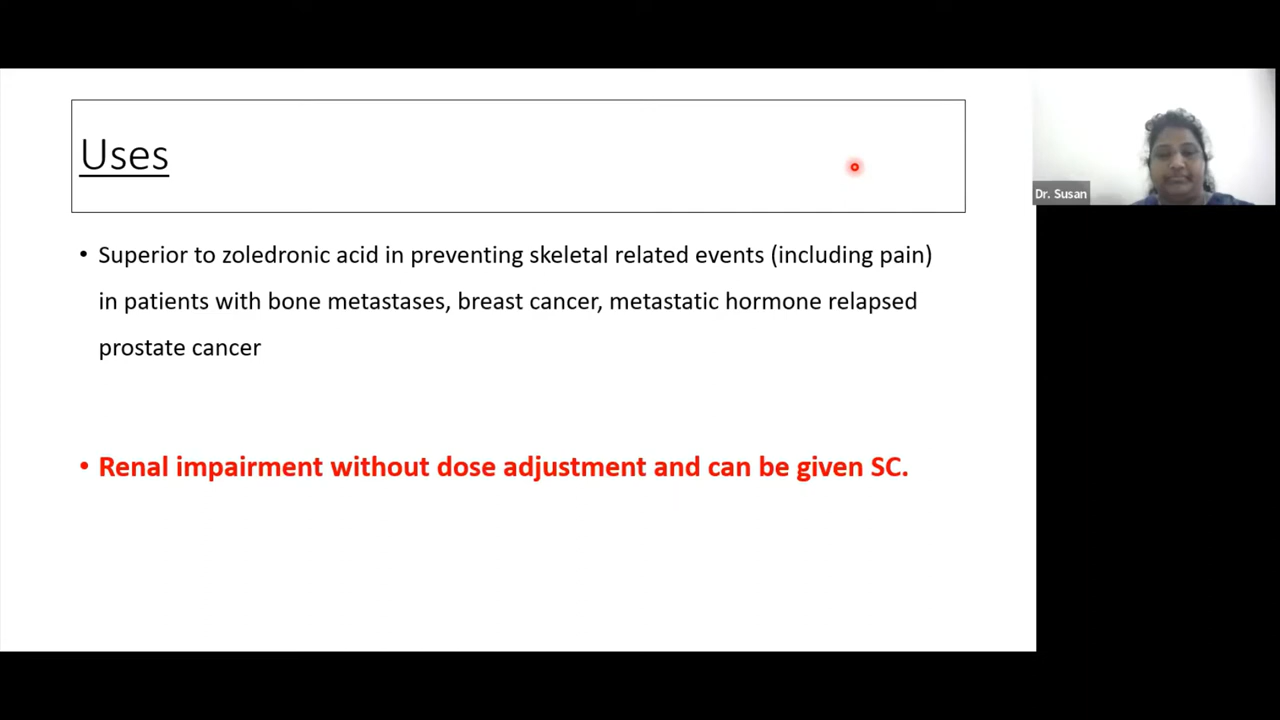 Uses
• Superior to zoledronic acid in preventing skeletal related events (including pain)
in patients with bone metastases, breast cancer, metastatic hormone relapsed
prostate cancer
• Renal impairment without dose adjustment and can be given SC.
Dr. Susan